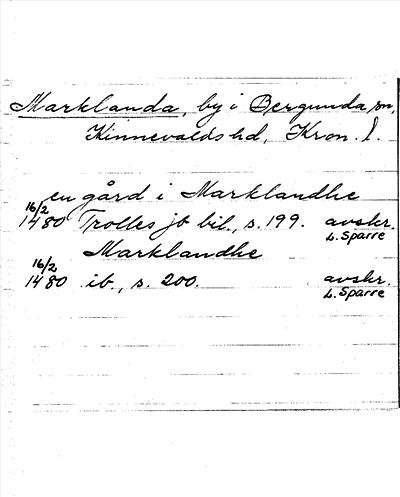 Marklanda, by i Bergunda sn,
Kinnevalds hd, Kron. l.
en gård i Marklandhe
16/2 1480 Trolles jb bil., s. 199. avskr. L. Sparre
Marklandhe
16/2 1480 ib., s. 200. avskr. L. Sparre